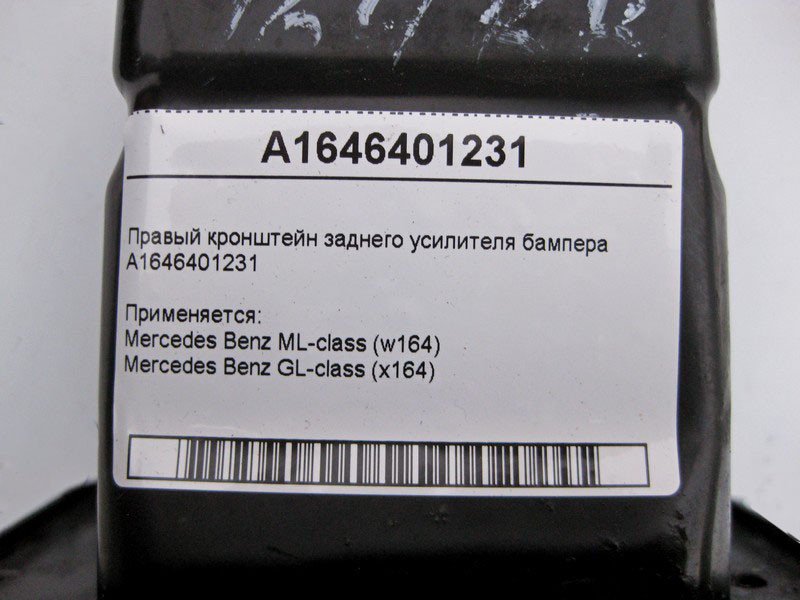 A1646401231
Правый кронштейн заднего усилителя бампера
A1646401231
Применяется:
Mercedes Benz ML-class (w164)
Mercedes Benz GL-class (x164)